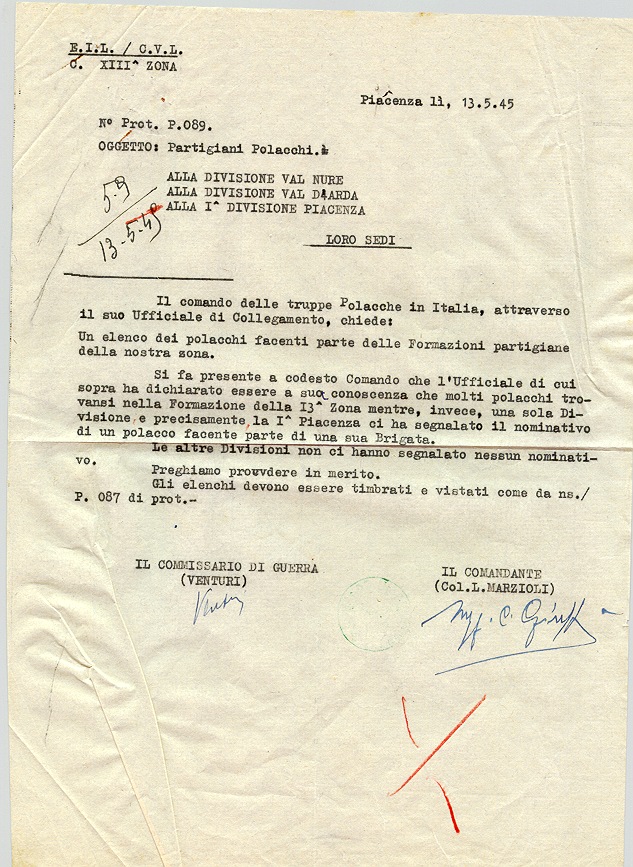 E.I.L. / C.V.L.
C. XIII^ ZONA
Piacenza lì, 13.5.45
Nº Prot. P.089.
OGGETTO: Partigiani Polacchi.
ALLA DIVISIONE VAL NURE
ALLA DIVISIONE VAL D'ARDA
ALLA I^ DIVISIONE PIACENZA
5-9
13-5-45
LORO SEDI
Il comando delle truppe Polacche in Italia, attraverso
il suo Ufficiale di Collegamento, chiede:
Un elenco dei polacchi facenti parte delle Formazioni partigiane
della nostra zona.
Si fa presente a codesto Comando che l'Ufficiale di cui
sopra ha dichiarato essere a sua conoscenza che molti polacchi tro-
vansi nella Formazione della I3^ Zona mentre, invece, una sola Di-
visione e precisamente la I^ Piacenza ci ha segnalato il nominativo
di un polacco facente parte di una sua Brigata.
Le altre Divisioni non ci hanno segnalato nessun nominati-
vo.
Preghiamo provvdere in merito.
Gli elenchi devono essere timbrati e vistati come da ns./
P. 087 di prot.-
IL COMMISSARIO DI GUERRA
(VENTURI)
Venturi
IL COMANDANTE
(Col.L.MARZIOLI)